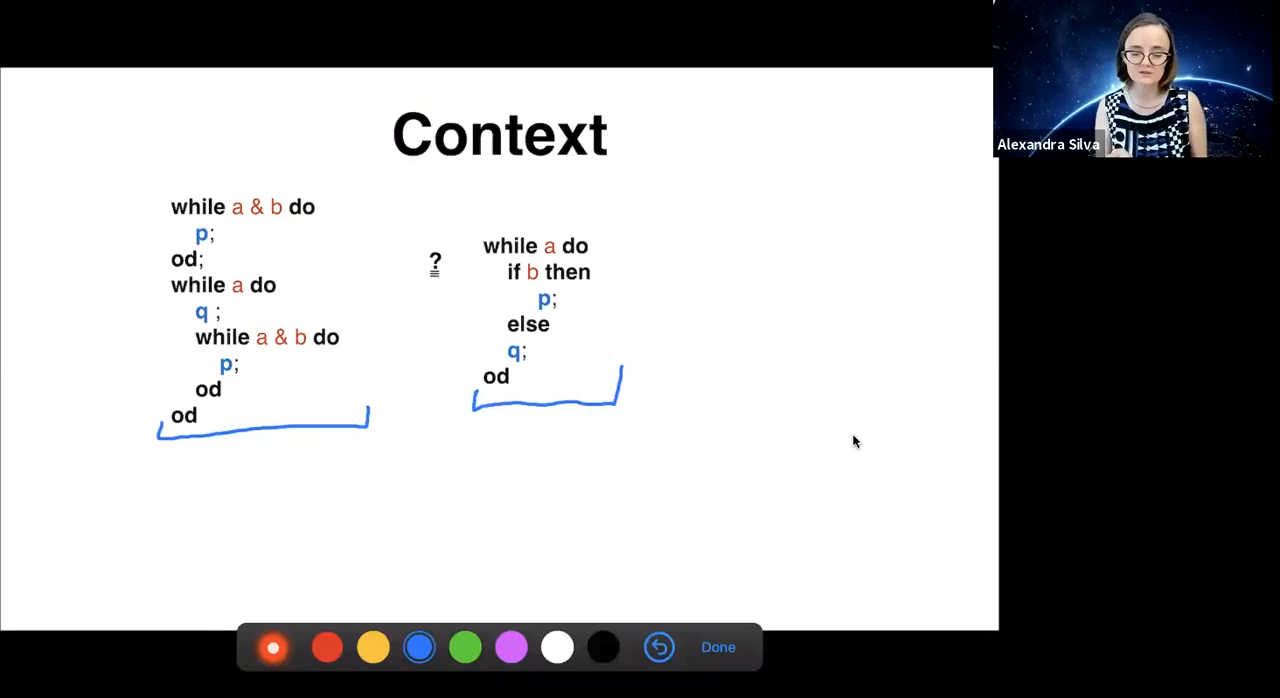 Context
while a & b do
p;
od;
while a do
q ;
while a & b do
p;
od
od
?
=
while a do
if b then
p;
else
q;
od
Alexandra Silva
Done